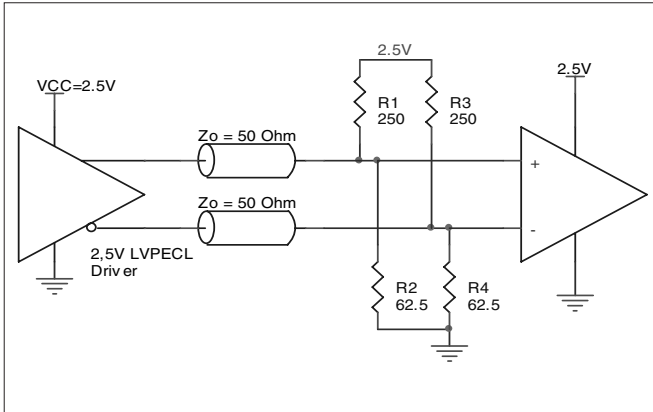 2.5V
VCC=2.5V
2.5V
R1
250
R3
250
Zo = 50 Ohm
+
Zo = 50 Ohm
-
2,5V LVPECL
Driver
R2
62.5
R4
62.5